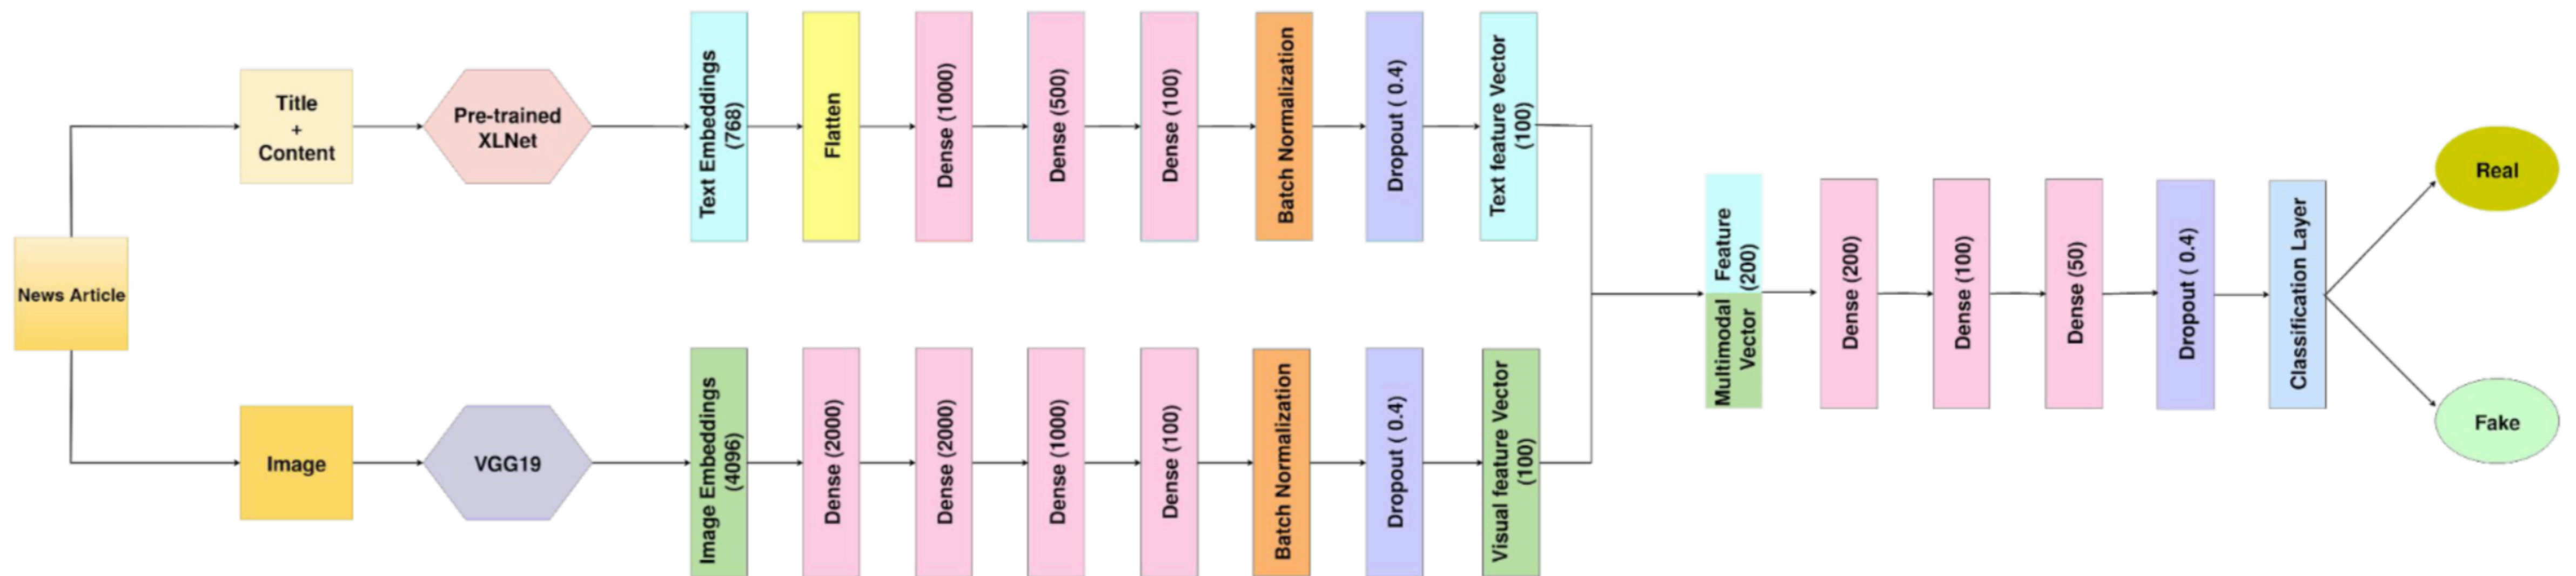 News Article
Title
+
Content
Pre-trained
XLNet
Text Embeddings
(768)
Flatten
Dense (1000)
Dense (500)
Dense (100)
Batch Normalization
Dropout ( 0.4)
Text feature Vector
(100)
Image
VGG19
Image Embeddings
(4096)
Dense (2000)
Dense (2000)
Dense (1000)
Dense (100)
Batch Normalization
Dropout ( 0.4)
Visual feature Vector
(100)
Multimodal Feature
Vector (200)
Dense (200)
Dense (100)
Dense (50)
Dropout ( 0.4)
Classification Layer
Real
Fake